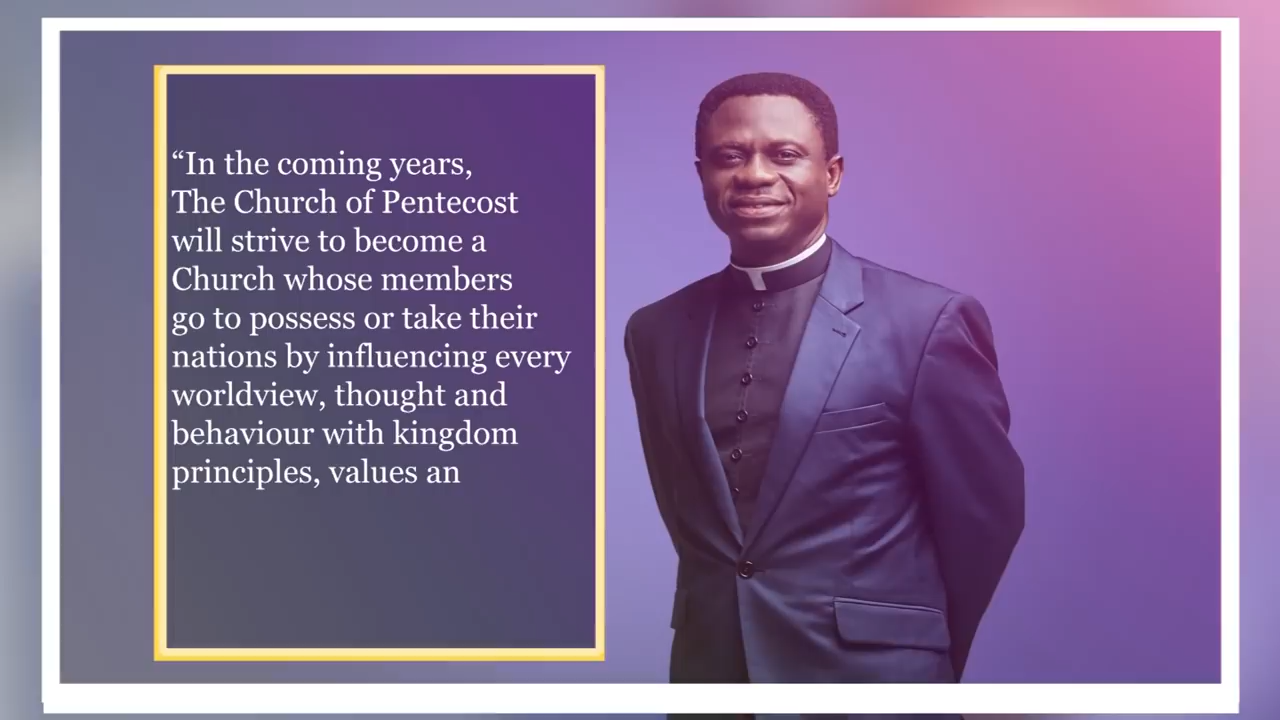 “In the coming years,
The Church of Pentecost
will strive to become a
Church whose members
go to possess or take their
nations by influencing every
worldview, thought and
behaviour with kingdom
principles, values an